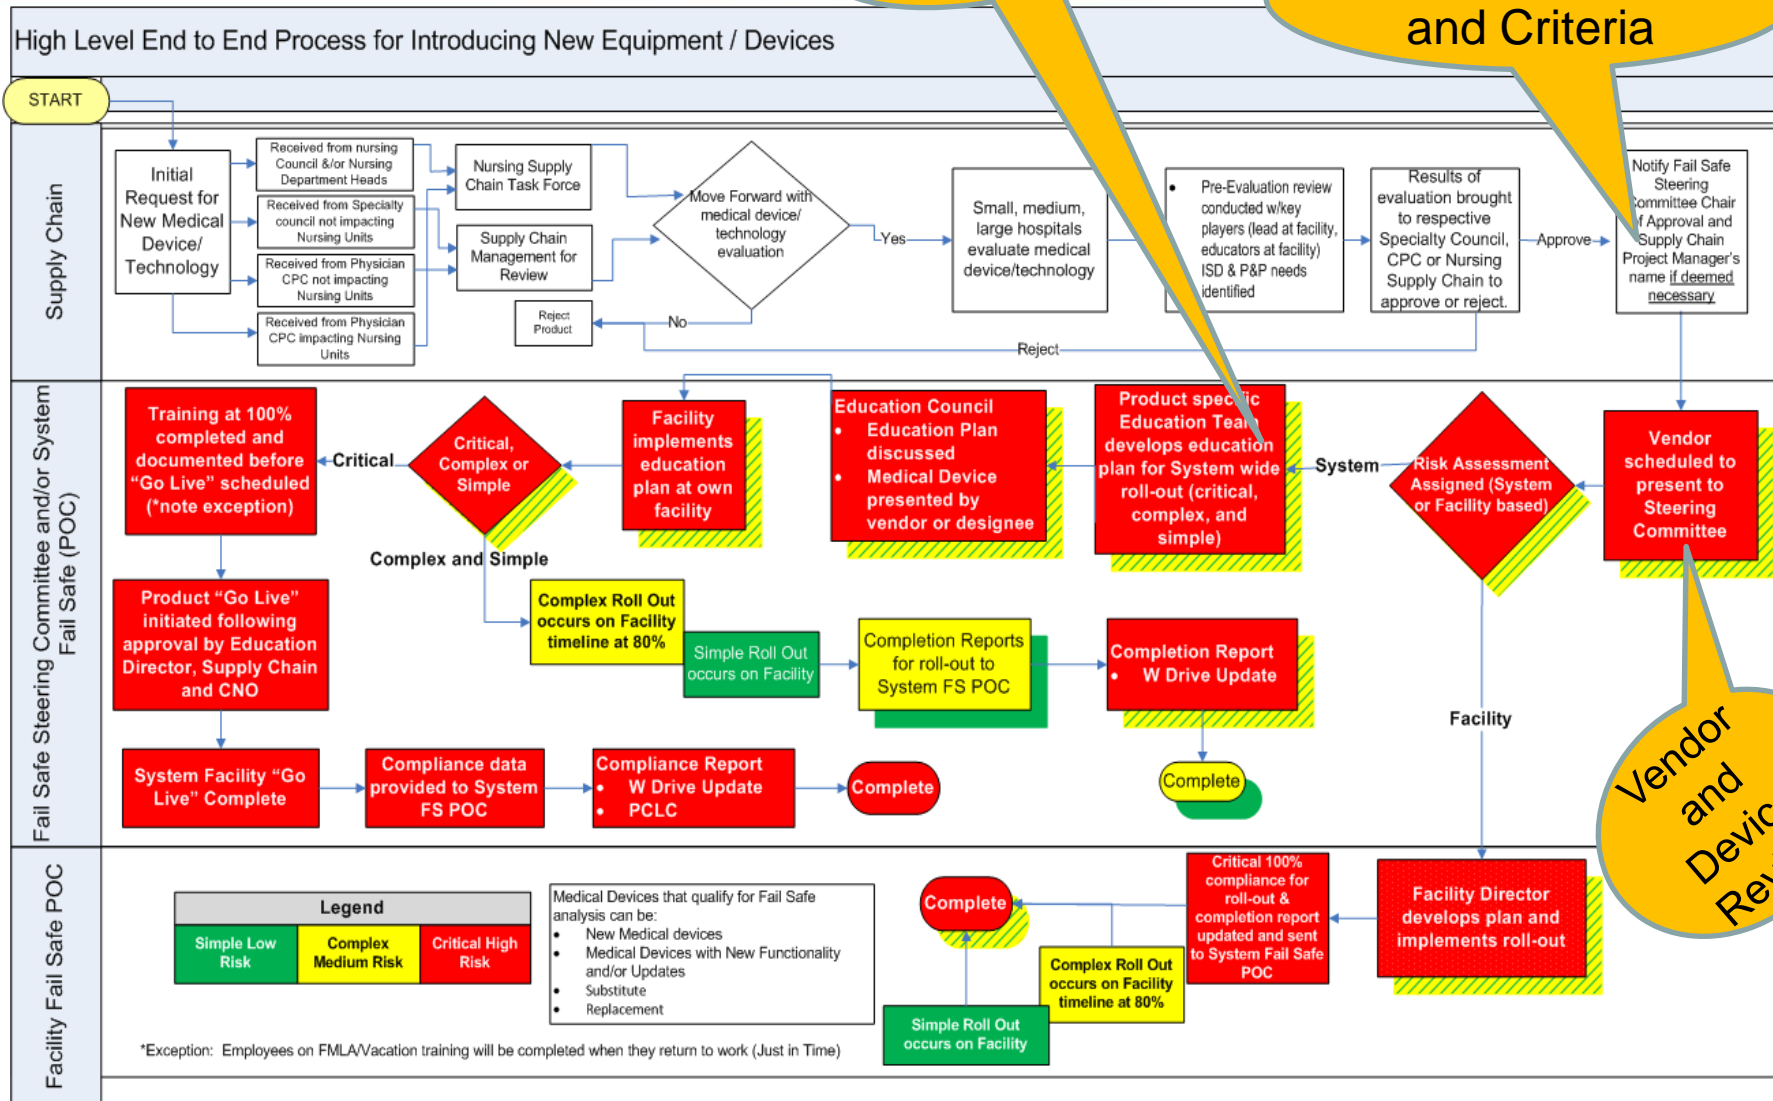 and Criteria
High Level End to End Process for Introducing New Equipment / Devices
START
Supply Chain
Initial
Request for
New Medical
Device/
Technology
Received from nursing
Council &/or Nursing
Department Heads
Received from Specialty
council not impacting
Nursing Units
Received from Physician
CPC not impacting
Nursing Units
Received from Physician
CPC impacting Nursing
Units
Nursing Supply
Chain Task Force
Supply Chain
Management for
Review
Reject
Product
Move Forward with
medical device/
technology
evaluation
No
Yes
Small, medium,
large hospitals
evaluate medical
device/technology
• Pre-Evaluation review
conducted w/key
players (lead at facility,
educators at facility)
ISD & P&P needs
identified
Results of
evaluation brought
to respective
Specialty Council,
CPC or Nursing
Supply Chain to
approve or reject.
Approve
Reject
Notify Fail Safe
Steering
Committee Chair
of Approval and
Supply Chain
Project Manager's
name if deemed
necessary
Fail Safe Steering Committee and/or System
Fail Safe (POC)
Vendor
scheduled to
present to
Steering
Committee
Risk Assessment
Assigned (System
or Facility based)
System
Facility
Product specific
Education Team
develops education
plan for System wide
roll-out (critical,
complex, and
simple)
Education Council
• Education Plan
discussed
• Medical Device
presented by
vendor or designee
Facility
implements
education
plan at own
facility
Critical,
Complex or
Simple
Critical
Complex and Simple
Training at 100%
completed and
documented before
“Go Live” scheduled
(*note exception)
Product “Go Live”
initiated following
approval by Education
Director, Supply Chain
and CNO
System Facility “Go
Live” Complete
Compliance data
provided to System
FS POC
Compliance Report
• W Drive Update
• PCLC
Complete
Complex Roll Out
occurs on Facility
timeline at 80%
Simple Roll Out
occurs on Facility
Completion Reports
for roll-out to
System FS POC
Completion Report
• W Drive Update
Complete
Vendor
and
Facility Fail Safe POC
Legend
Simple Low
Risk
Complex
Medium Risk
Critical High
Risk
Medical Devices that qualify for Fail Safe
analysis can be:
• New Medical devices
• Medical Devices with New Functionality
and/or Updates
• Substitute
• Replacement
*Exception: Employees on FMLA/Vacation training will be completed when they return to work (Just in Time)
Complete
Simple Roll Out
occurs on Facility
Complex Roll Out
occurs on Facility
timeline at 80%
Critical 100%
compliance for
roll-out &
completion report
updated and sent
to System Fail Safe
POC
Facility Director
develops plan and
implements roll-out